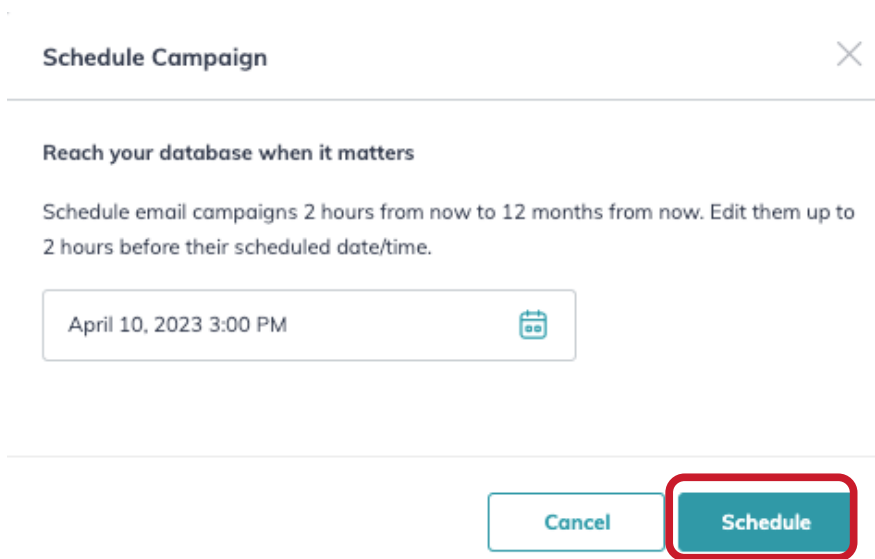 Schedule Campaign
Reach your database when it matters
Schedule email campaigns 2 hours from now to 12 months from now. Edit them up to
2 hours before their scheduled date/time.
April 10, 2023 3:00 PM
Cancel
Schedule